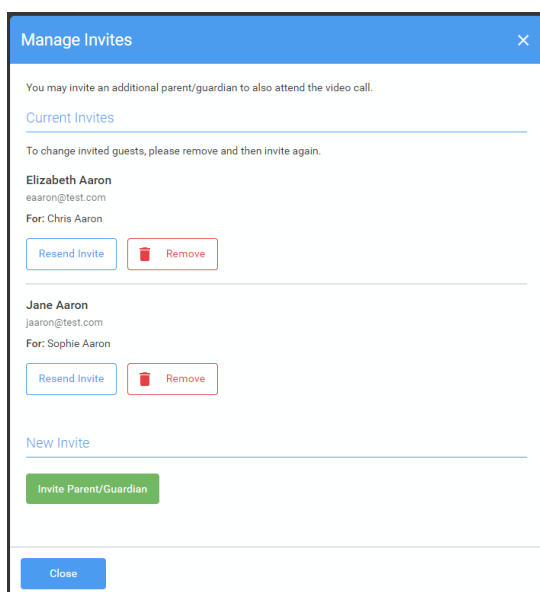 Manage Invites
You may invite an additional parent/guardian to also attend the video call.
Current Invites
To change invited guests, please remove and then invite again.
Elizabeth Aaron
eaaron@test.com
For: Chris Aaron
Resend Invite Remove
Jane Aaron
jaaron@test.com
For: Sophie Aaron
Resend Invite Remove
New Invite
Invite Parent/Guardian
Close